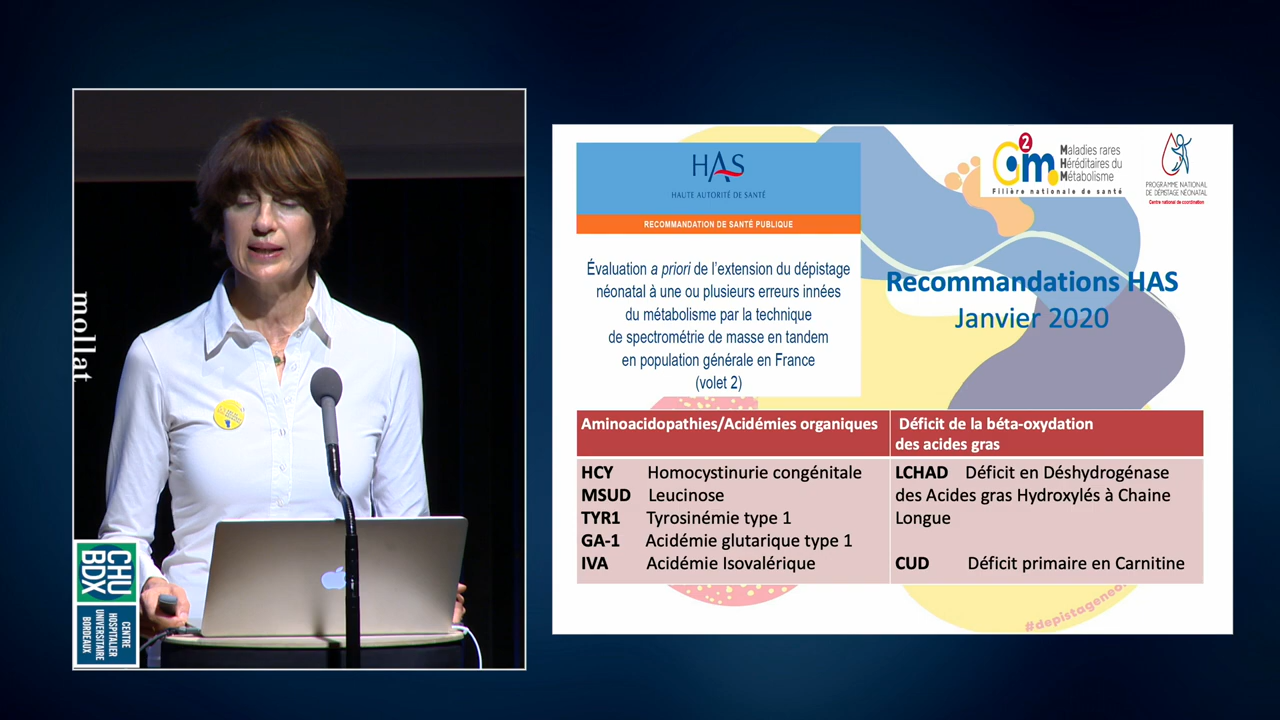 mollat
CHU
BDX
CENTRE
HOSPITALIER
UNIVERSITAIRE
BORDEAUX
HAS
HAUTE AUTORITÉ DE SANTÉ
RECOMMANDATION DE SANTÉ PUBLIQUE
Évaluation a priori de l'extension du dépistage
néonatal à une ou plusieurs erreurs innées
du métabolisme par la technique
de spectrométrie de masse en tandem
en population générale en France
(volet 2)
2
m
Maladies rares
Héréditaires du
Métabolisme
Filière nationale de santé
PROGRAMME NATIONAL
DE DÉPISTAGE NÉONATAL
Centre national de coordination
Recommandations HAS
Janvier 2020
Aminoacidopathies/Acidémies organiques
HCY Homocystinurie congénitale
MSUD Leucinose
TYR1 Tyrosinémie type 1
GA-1 Acidémie glutarique type 1
IVA Acidémie Isovalérique
Déficit de la béta-oxydation
des acides gras
LCHAD Déficit en Déshydrogénase
des Acides gras Hydroxylés à Chaine
Longue
CUD Déficit primaire en Carnitine